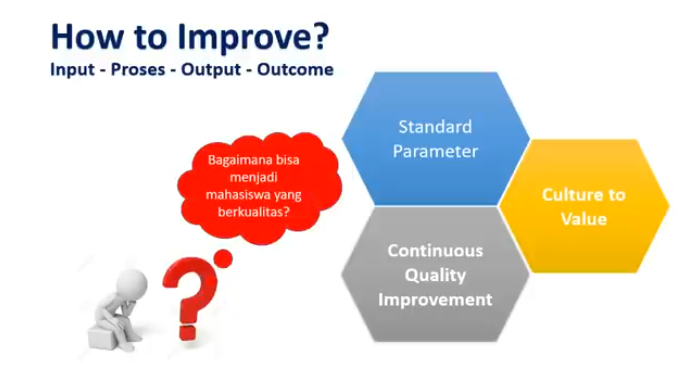 How to Improve?
Input - Proses - Output - Outcome
Bagaimana bisa
menjadi
mahasiswa yang
berkualitas?
Standard
Parameter
Culture to
Value
Continuous
Quality
Improvement